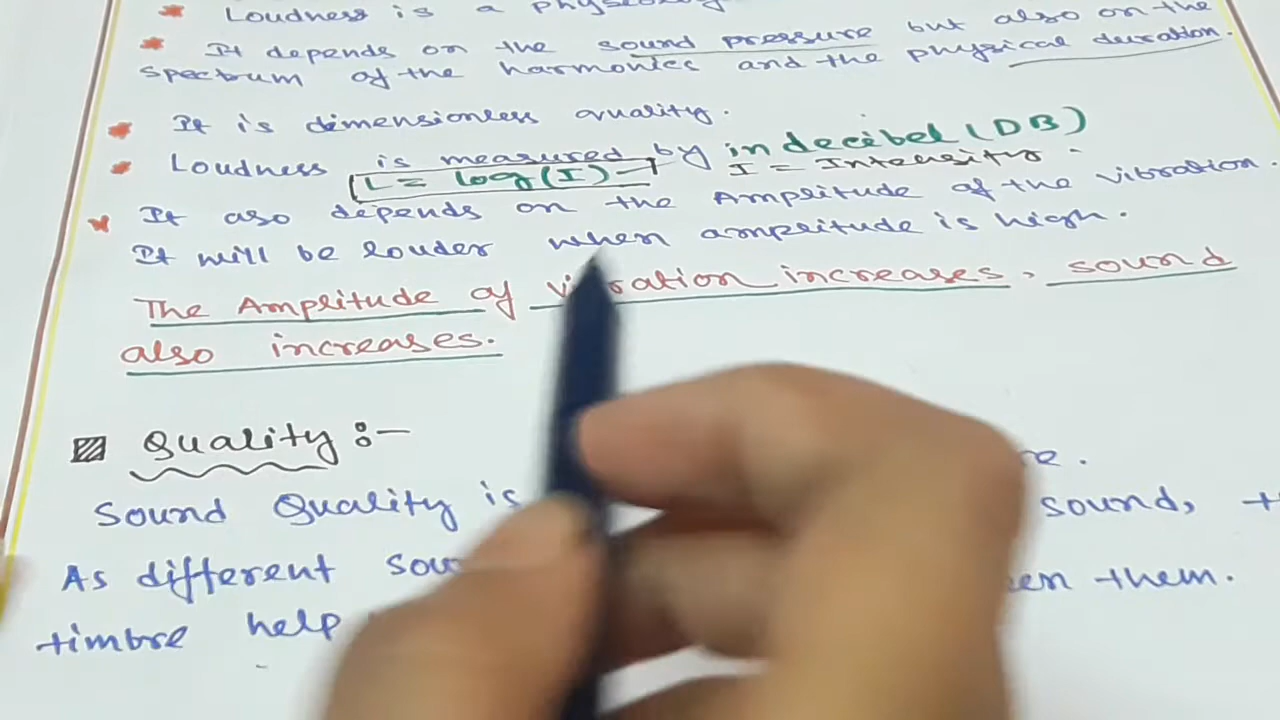 Loudness is a
It depends on the sound pressure but also on the
spectrum of the harmonics and the physical duration.
It is dimensionless quality.
Loudness is measured by in decibel (DB)
L = log(I) I = Intensity.
It aso depends on the Amplitude of the vibration.
It will be louder when amplitude is high.
The Amplitude of vibration increases, sound
also increases.
Quality :-
Sound Quality is sound,
As different them.
timbre help